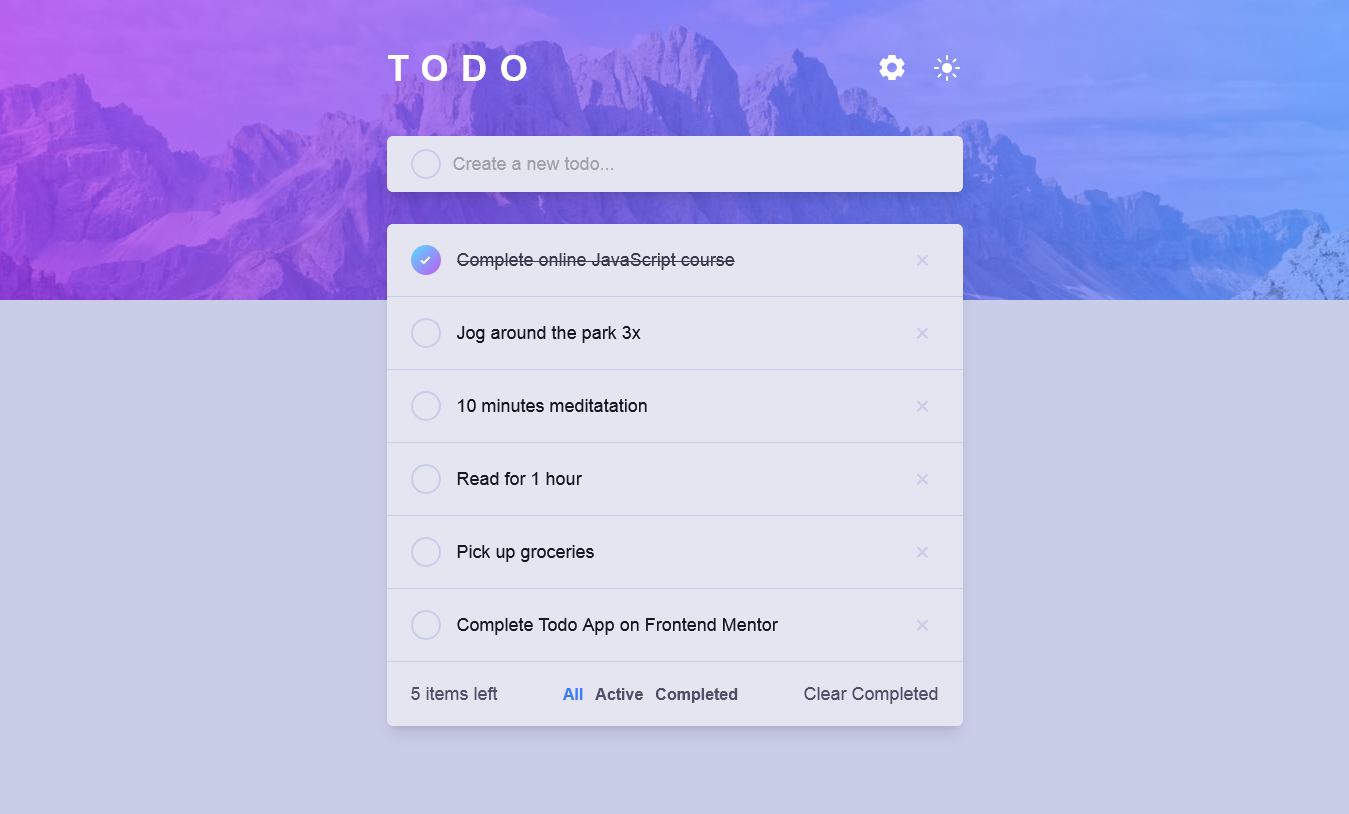 TODO
Create a new todo...
Complete online JavaScript course
Jog around the park 3x
10 minutes meditatation
Read for 1 hour
Pick up groceries
Complete Todo App on Frontend Mentor
5 items left All Active Completed Clear Completed